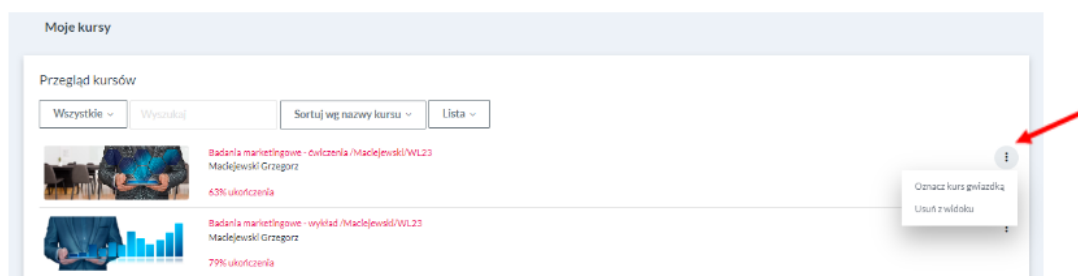 Moje kursy
Przegląd kursów
Wszystkie Wyszukaj Sortuj wg nazwy kursu Lista
Badania marketingowe - ćwiczenia /Maciejewski/WL23
Maciejewski Grzegorz
63% ukończenia
Oznacz kurs gwiazdką
Usuń z widoku
Badania marketingowe - wykład /Maciejewski/WL23
Maciejewski Grzegorz
79% ukończenia